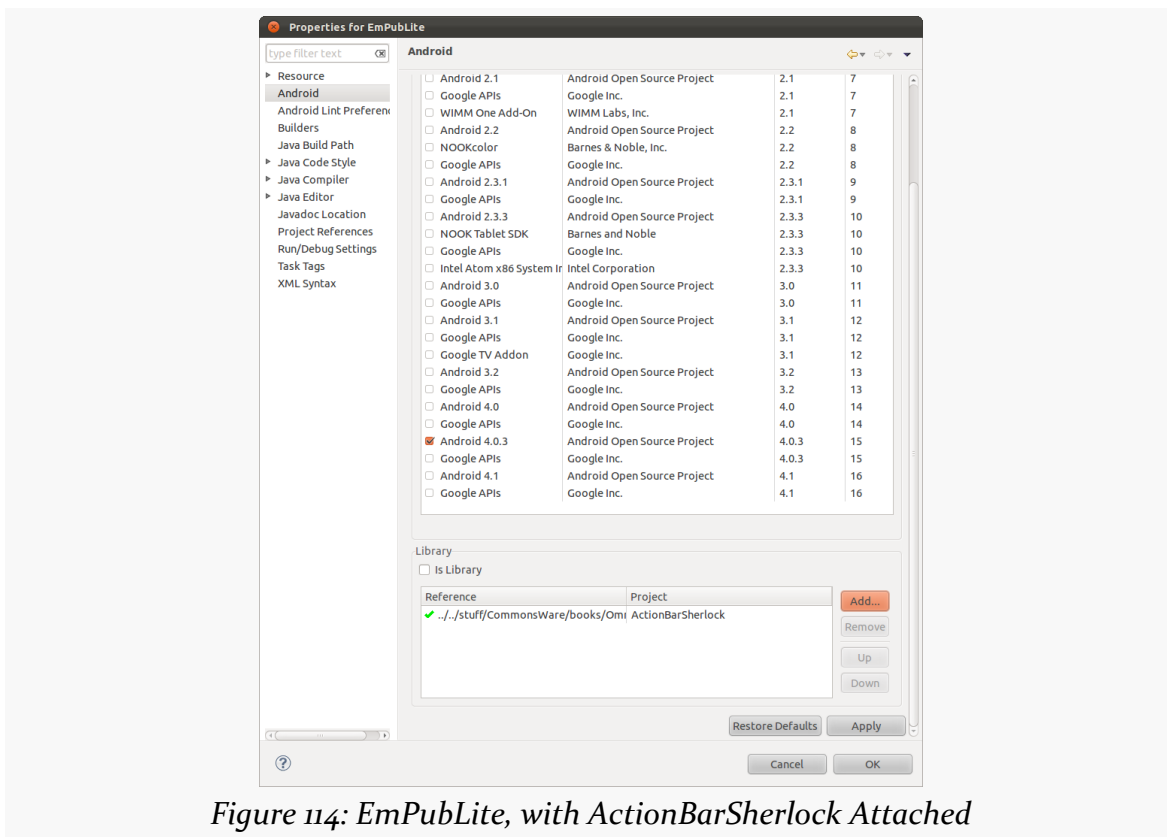 Properties for EmPubLite
type filter text
Android
Resource
Android
Android Lint Preferen
Builders
Java Build Path
Java Code Style
Java Compiler
Java Editor
Javadoc Location
Project References
Run/Debug Settings
Task Tags
XML Syntax
Android 2.1 Android Open Source Project 2.1 7
Google APIs Google Inc. 2.1 7
WIMM One Add-On WIMM Labs, Inc. 2.1 7
Android 2.2 Android Open Source Project 2.2 8
NOOKcolor Barnes & Noble, Inc. 2.2 8
Google APIs Google Inc. 2.2 8
Android 2.3.1 Android Open Source Project 2.3.1 9
Google APIs Google Inc. 2.3.1 9
Android 2.3.3 Android Open Source Project 2.3.3 10
NOOK Tablet SDK Barnes and Noble 2.3.3 10
Google APIs Google Inc. 2.3.3 10
Intel Atom x86 System Ir Intel Corporation 2.3.3 10
Android 3.0 Android Open Source Project 3.0 11
Google APIs Google Inc. 3.0 11
Android 3.1 Android Open Source Project 3.1 12
Google APIs Google Inc. 3.1 12
Google TV Addon Google Inc. 3.1 12
Android 3.2 Android Open Source Project 3.2 13
Google APIs Google Inc. 3.2 13
Android 4.0 Android Open Source Project 4.0 14
Google APIs Google Inc. 4.0 14
Android 4.0.3 Android Open Source Project 4.0.3 15
Google APIs Google Inc. 4.0.3 15
Android 4.1 Android Open Source Project 4.1 16
Google APIs Google Inc. 4.1 16
Library
Is Library
Reference Project
../../stuff/CommonsWare/books/Omi ActionBarSherlock
Add...
Remove
Up
Down
Restore Defaults Apply
Cancel OK
Figure 114: EmPubLite, with ActionBarSherlock Attached